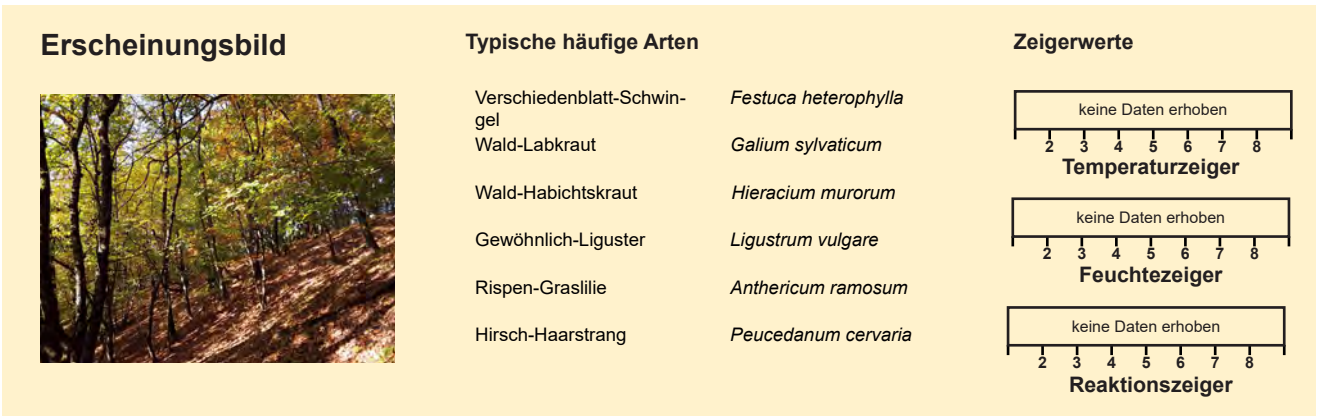 Erscheinungsbild
Typische häufige Arten
Verschiedenblatt-Schwin-
gel
Festuca heterophylla
Wald-Labkraut
Galium sylvaticum
Wald-Habichtskraut
Hieracium murorum
Gewöhnlich-Liguster
Ligustrum vulgare
Rispen-Graslilie
Anthericum ramosum
Hirsch-Haarstrang
Peucedanum cervaria
Zeigerwerte
keine Daten erhoben
2 3 4 5 6 7 8
Temperaturzeiger
keine Daten erhoben
2 3 4 5 6 7 8
Feuchtezeiger
keine Daten erhoben
2 3 4 5 6 7 8
Reaktionszeiger